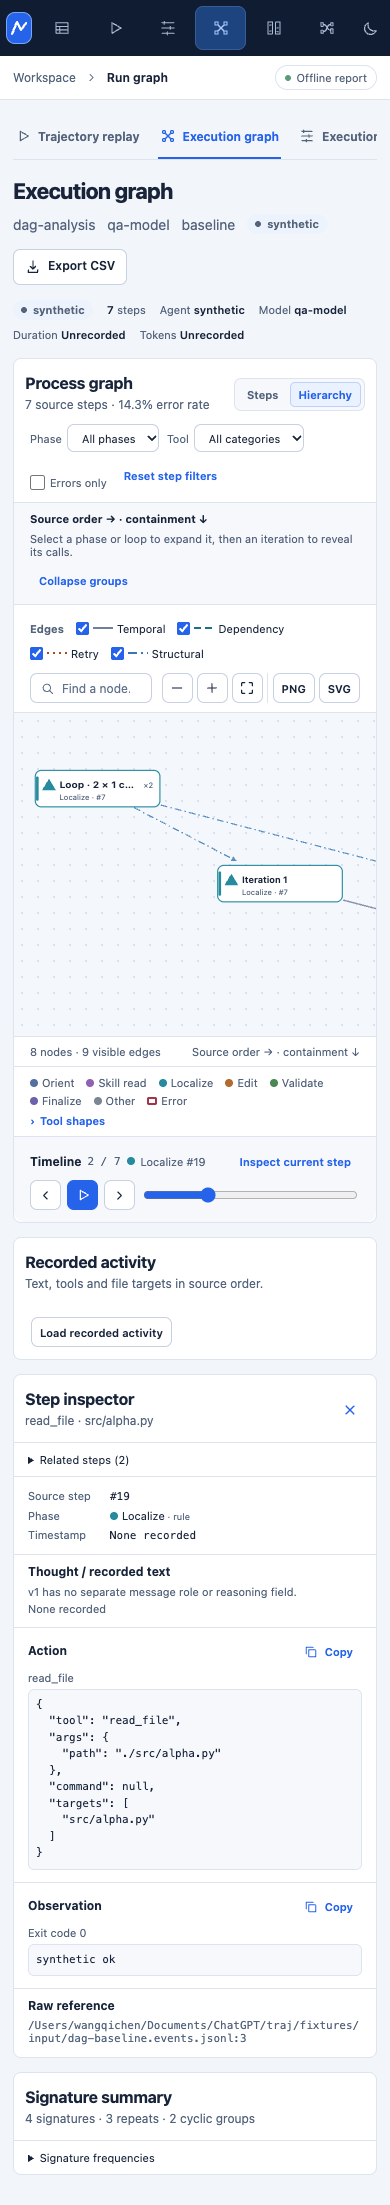 Workspace › Run graph
Offline report
Trajectory replay Execution graph Execution
Execution graph
dag-analysis qa-model baseline synthetic
Export CSV
synthetic 7 steps Agent synthetic Model qa-model
Duration Unrecorded Tokens Unrecorded
Process graph
7 source steps · 14.3% error rate
Steps Hierarchy
Phase All phases Tool All categories
Errors only Reset step filters
Source order → · containment ↓
Select a phase or loop to expand it, then an iteration to reveal
its calls.
Collapse groups
Edges Temporal Dependency
Retry Structural
Find a node. PNG SVG
Loop · 2 × 1 c... ×2
Localize · #7
Iteration 1
Localize · #7
8 nodes · 9 visible edges Source order → · containment ↓
Orient Skill read Localize Edit Validate
Finalize Other Error
› Tool shapes
Timeline 2 / 7 Localize #19 Inspect current step
Recorded activity
Text, tools and file targets in source order.
Load recorded activity
Step inspector
read_file · src/alpha.py
Related steps (2)
Source step #19
Phase Localize · rule
Timestamp None recorded
Thought / recorded text
v1 has no separate message role or reasoning field.
None recorded
Action Copy
read_file
{
"tool": "read_file",
"args": {
"path": "./src/alpha.py"
},
"command": null,
"targets": [
"src/alpha.py"
]
}
Observation Copy
Exit code 0
synthetic ok
Raw reference
/Users/wangqichen/Documents/ChatGPT/traj/fixtures/
input/dag-baseline.events.jsonl:3
Signature summary
4 signatures · 3 repeats · 2 cyclic groups
Signature frequencies